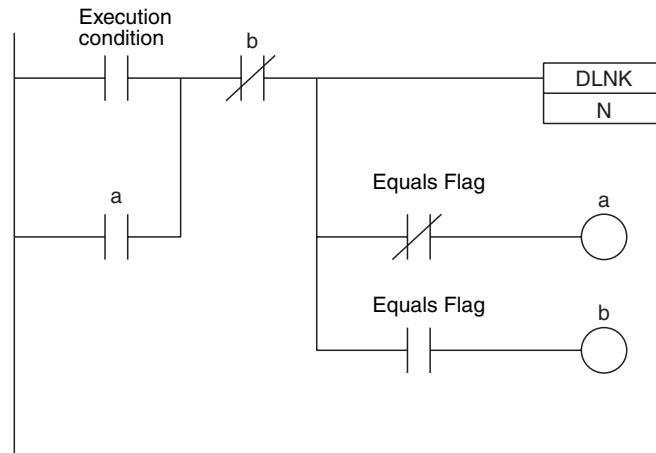 Execution
condition
b
DLNK
N
a
Equals Flag
a
Equals Flag
b